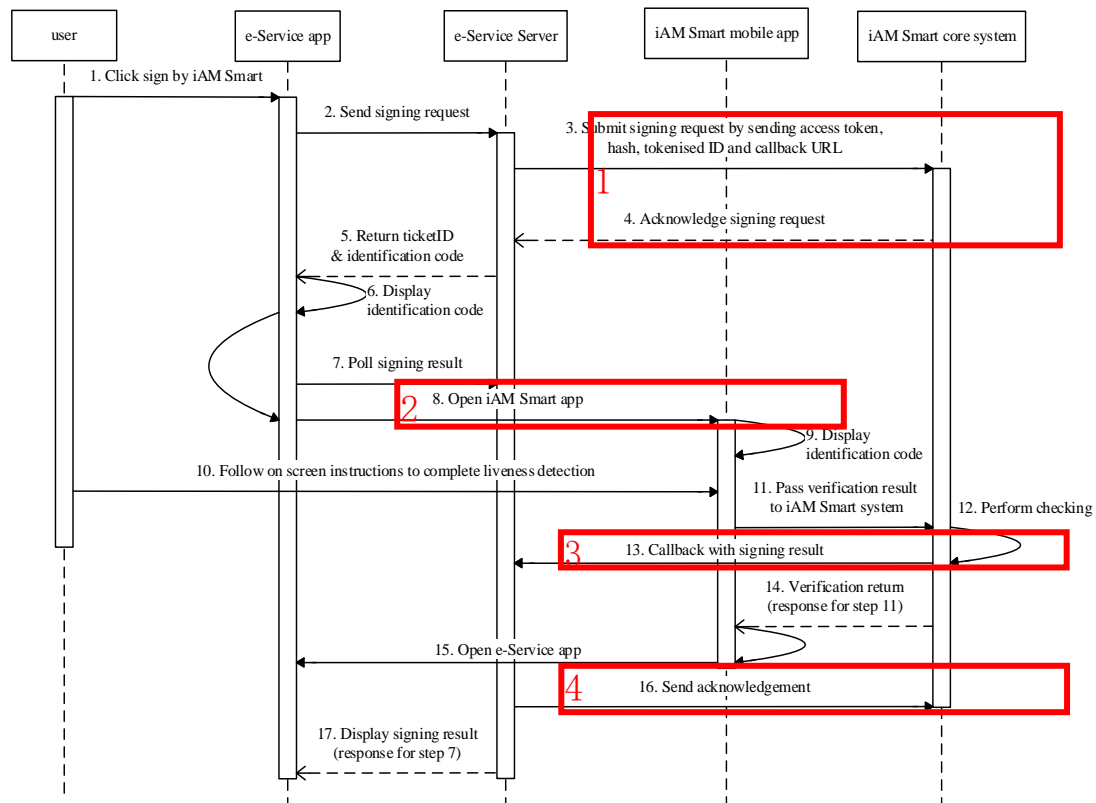 user
e-Service app
e-Service Server
iAM Smart mobile app
iAM Smart core system
1. Click sign by iAM Smart
2. Send signing request
3. Submit signing request by sending access token,
hash, tokenised ID and callback URL
1
4. Acknowledge signing request
5. Return ticketID
& identification code
6. Display
identification code
7. Poll signing result
2
8. Open iAM Smart app
9. Display
identification code
10. Follow on screen instructions to complete liveness detection
11. Pass verification result
to iAM Smart system
12. Perform checking
3
13. Callback with signing result
14. Verification return
(response for step 11)
15. Open e-Service app
4
16. Send acknowledgement
17. Display signing result
(response for step 7)